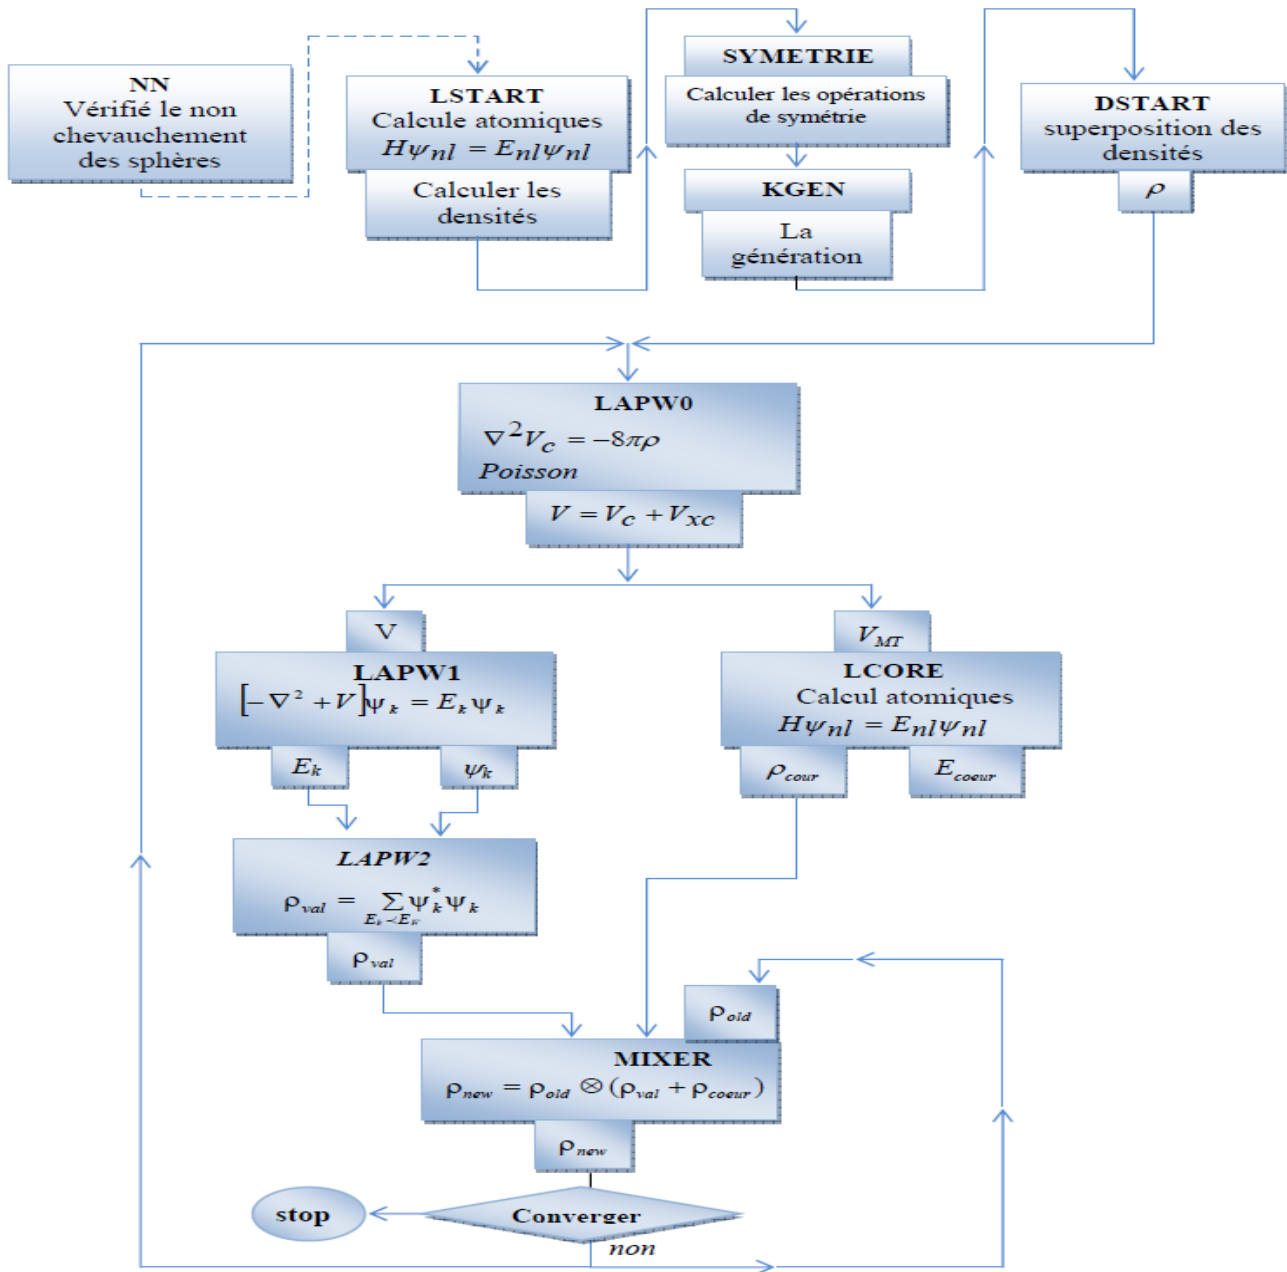 NN
Vérifié le non
chevauchement
des sphères
LSTART
Calcule atomiques
Hψnl = Enlψnl
Calculer les
densités
SYMETRIE
Calculer les opérations
de symétrie
KGEN
La
génération
DSTART
superposition des
densités
ρ
LAPW0
∇²Vc = −8πρ
Poisson
V = Vc + Vxc
V
LAPW1
[−∇² + V]ψk = Ek ψk
Ek
ψk
VMT
LCORE
Calcul atomiques
Hψnl = Enlψnl
ρcour
Ecoeur
LAPW2
ρval = Σ ψk* ψk
Ek ≺ EF
ρval
ρold
MIXER
ρnew = ρold ⊗ (ρval + ρcoeur)
ρnew
stop
Converger
non